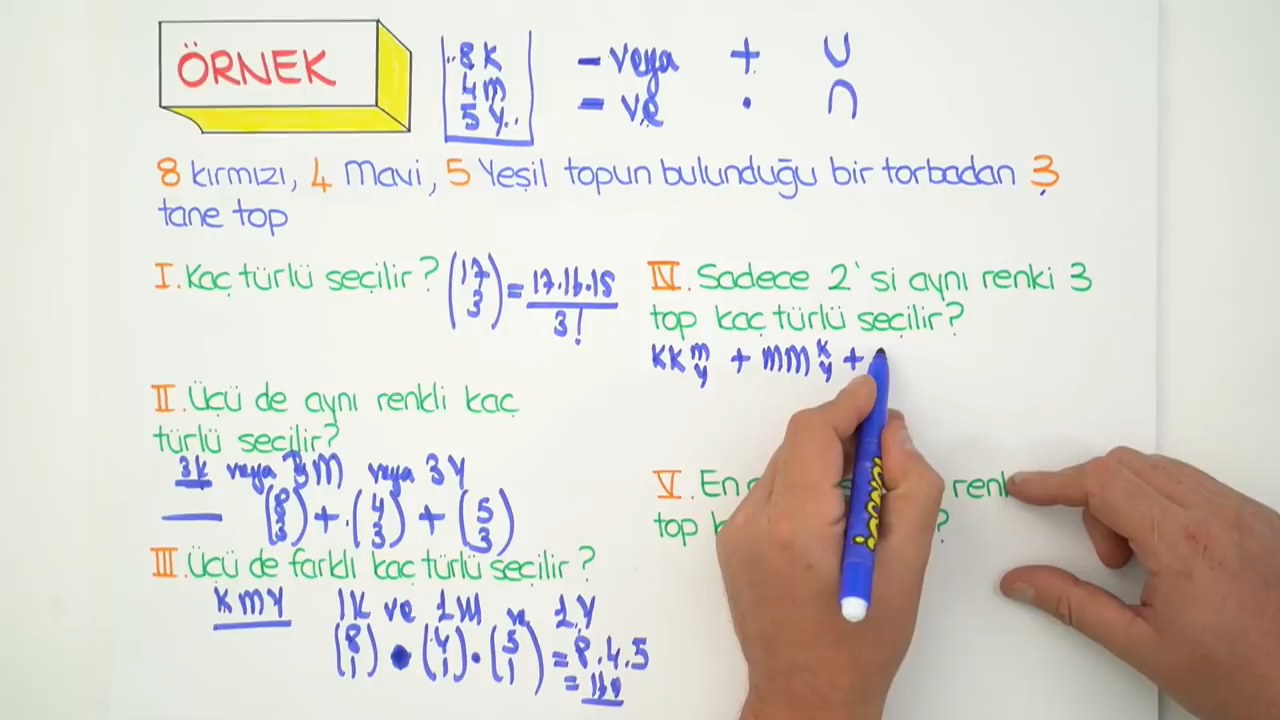 ÖRNEK
8 K
4 M
5 Y
- veya + ∪
= ve . ∩
8 kırmızı, 4 Mavi, 5 Yeşil topun bulunduğu bir torbadan 3
tane top
I. Kaç türlü seçilir? (17 3) = 17.16.15 / 3!
II. Üçü de aynı renkli kaç
türlü seçilir?
3K veya 3M veya 3Y
(8 3) + (4 3) + (5 3)
III. Üçü de farklı kaç türlü seçilir?
K M Y 1K ve 1M ve 1Y
(8 1) . (4 1) . (5 1) = 8.4.5
= 160
IV. Sadece 2'si aynı renki 3
top kaç türlü seçilir?
KK M Y + MM K Y +
V. En renk
top ?